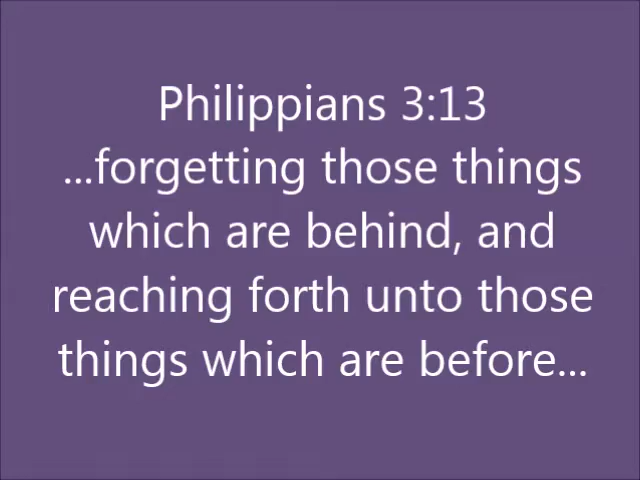 Philippians 3:13
...forgetting those things
which are behind, and
reaching forth unto those
things which are before...